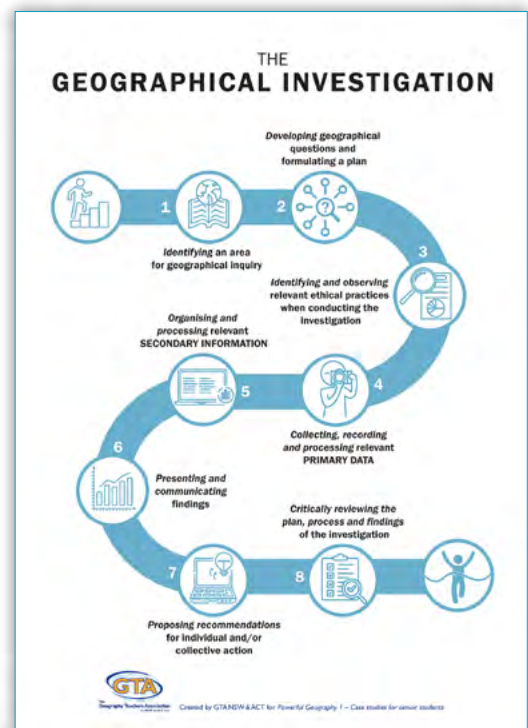 THE
GEOGRAPHICAL INVESTIGATION
1
Identifying an area
for geographical inquiry
2
Developing geographical
questions and
formulating a plan
3
Identifying and observing
relevant ethical practices
when conducting the
investigation
4
Collecting, recording
and processing relevant
PRIMARY DATA
5
Organising and
processing relevant
SECONDARY INFORMATION
6
Presenting and
communicating
findings
7
Proposing recommendations
for individual and/or
collective action
8
Critically reviewing the
plan, process and findings
of the investigation
GTA
Geography Teachers Association
Created by GTANSW & ACT for Powerful Geography 1 – Case studies for senior students